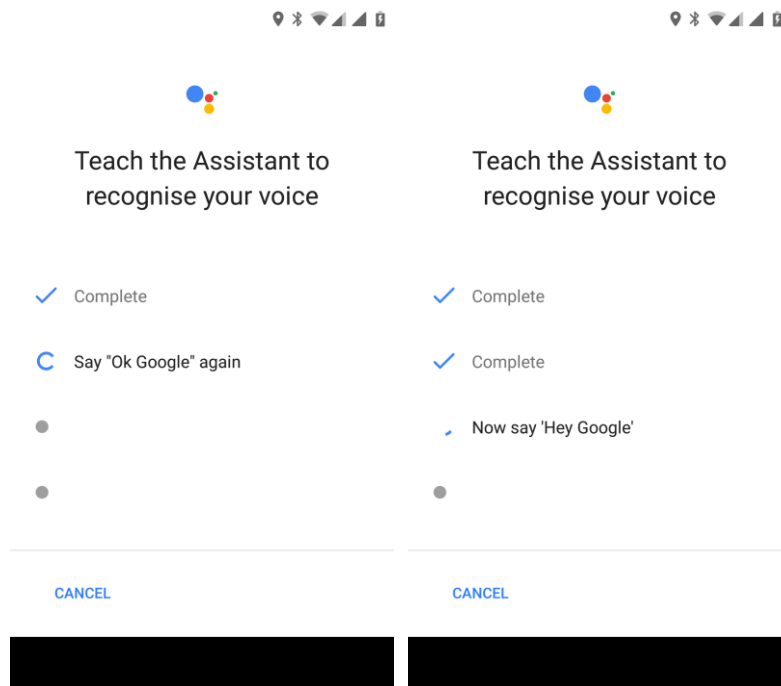 Teach the Assistant to
recognise your voice
Complete
Say "Ok Google" again
CANCEL
Teach the Assistant to
recognise your voice
Complete
Complete
Now say 'Hey Google'
CANCEL